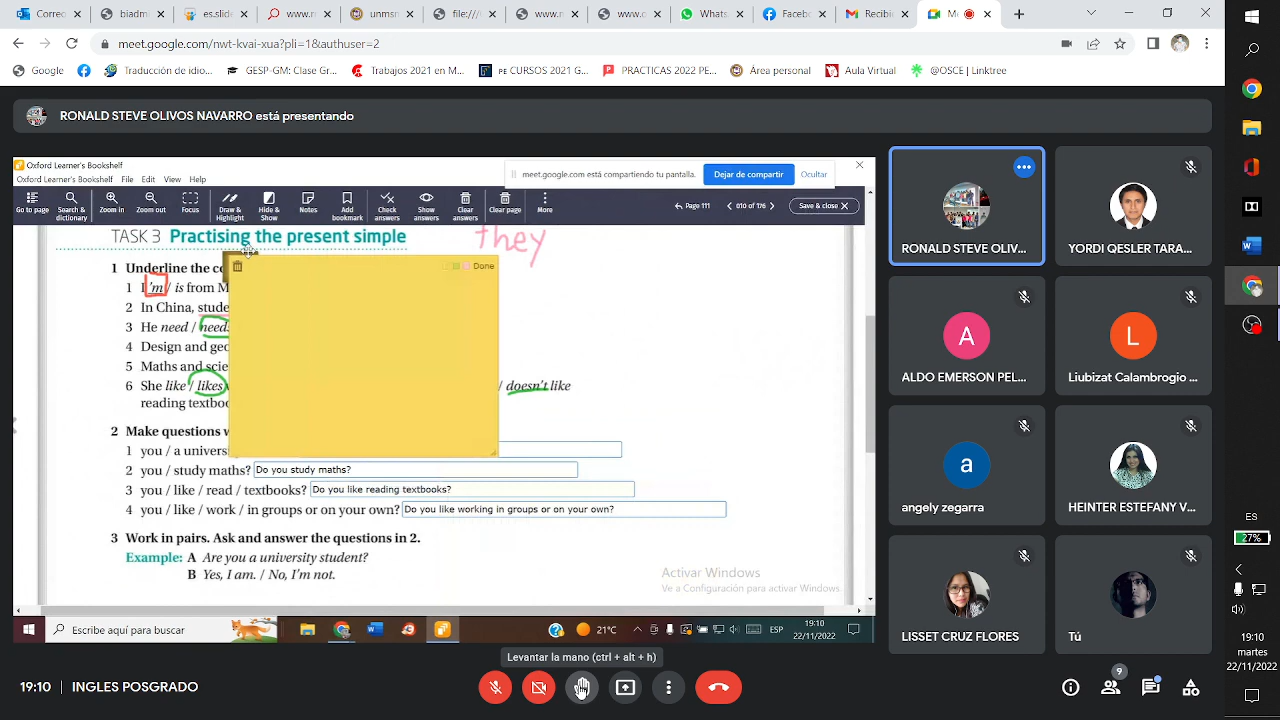 biadm
es.slide
www.r
unmsn
file:///
www.r
www.c
Whats
Facebo
Recibi
Me
meet.google.com/nwt-kvai-xua?pli=1&authuser=2
Google
Traducción de idio...
GESP-GM: Clase Gr...
Trabajos 2021 en M...
PE CURSOS 2021 G...
PRACTICAS 2022 PE...
Área personal
Aula Virtual
@OSCE | Linktree
RONALD STEVE OLIVOS NAVARRO está presentando
Oxford Learner's Bookshelf
meet.google.com está compartiendo tu pantalla.
Dejar de compartir
Ocultar
File Edit View Help
Go to page
Search & dictionary
Zoom in
Zoom out
Focus
Draw & Highlight
Hide & Show
Notes
Add bookmark
Check answers
Show answers
Clear answers
Clear page
More
Page 111
010 of 176
Save & close
TASK 3 Practising the present simple
they
1 Underline the co
Done
1 I'm / is from M
2 In China, stude
3 He need / needs
4 Design and geo
5 Maths and scie
6 She like / likes / doesn't like
reading textboo
2 Make questions w
1 you / a universi
2 you / study maths? Do you study maths?
3 you / like / read / textbooks? Do you like reading textbooks?
4 you / like / work / in groups or on your own? Do you like working in groups or on your own?
3 Work in pairs. Ask and answer the questions in 2.
Example: A Are you a university student?
B Yes, I am. / No, I'm not.
Activar Windows
Ve a Configuración para activar Windows.
Escribe aquí para buscar
21°C
ESP
19:10
22/11/2022
RONALD STEVE OLIV...
YORDI QESLER TARA...
A
ALDO EMERSON PEL...
L
Liubizat Calambrogio ...
a
angely zegarra
HEINTER ESTEFANY V...
LISSET CRUZ FLORES
Tú
Levantar la mano (ctrl + alt + h)
19:10 | INGLES POSGRADO
9
ES
27%
19:10
martes
22/11/2022